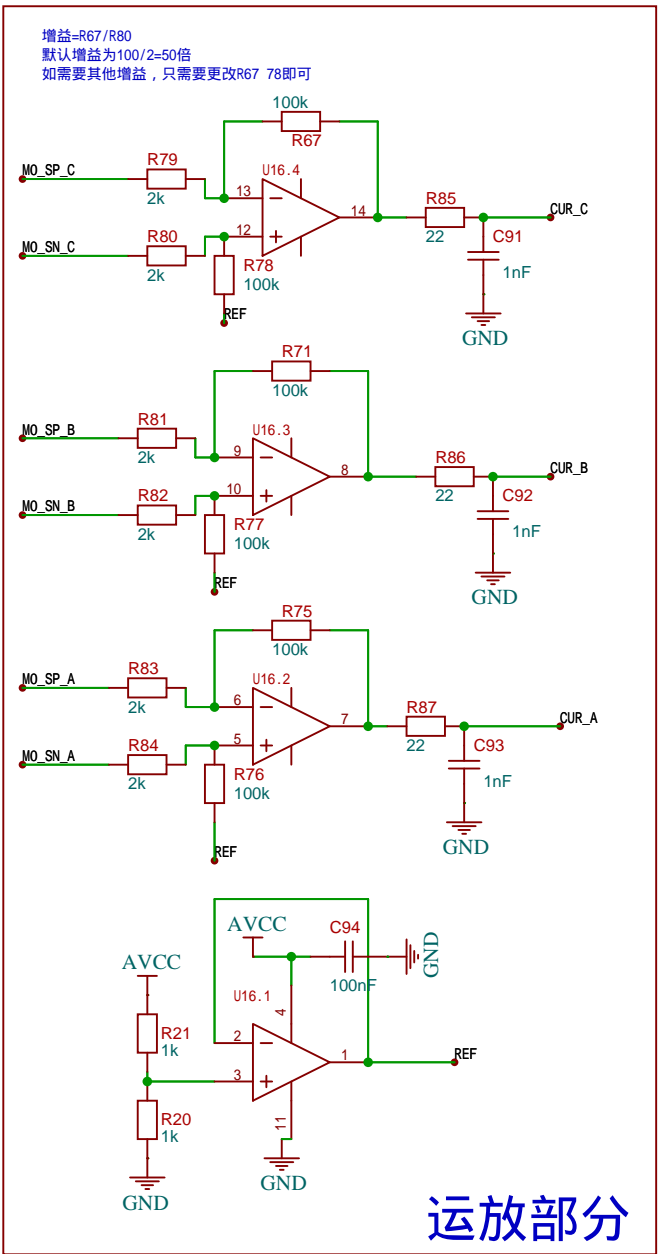 增益=R67/R80
默认增益为100/2=50倍
如需要其他增益，只需要更改R67 78即可
100k
R67
MO_SP_C
R79
2k
U16.4
13
14
R85
22
CUR_C
MO_SN_C
R80
2k
12
R78
100k
C91
1nF
REF
GND
R71
100k
MO_SP_B
R81
2k
U16.3
9
8
R86
22
CUR_B
MO_SN_B
R82
2k
10
R77
100k
C92
1nF
REF
GND
R75
100k
MO_SP_A
R83
2k
U16.2
6
7
R87
22
CUR_A
MO_SN_A
R84
2k
5
R76
100k
C93
1nF
REF
GND
AVCC
C94
100nF
GND
AVCC
U16.1
4
R21
1k
2
1
REF
3
R20
1k
11
GND
GND
运放部分